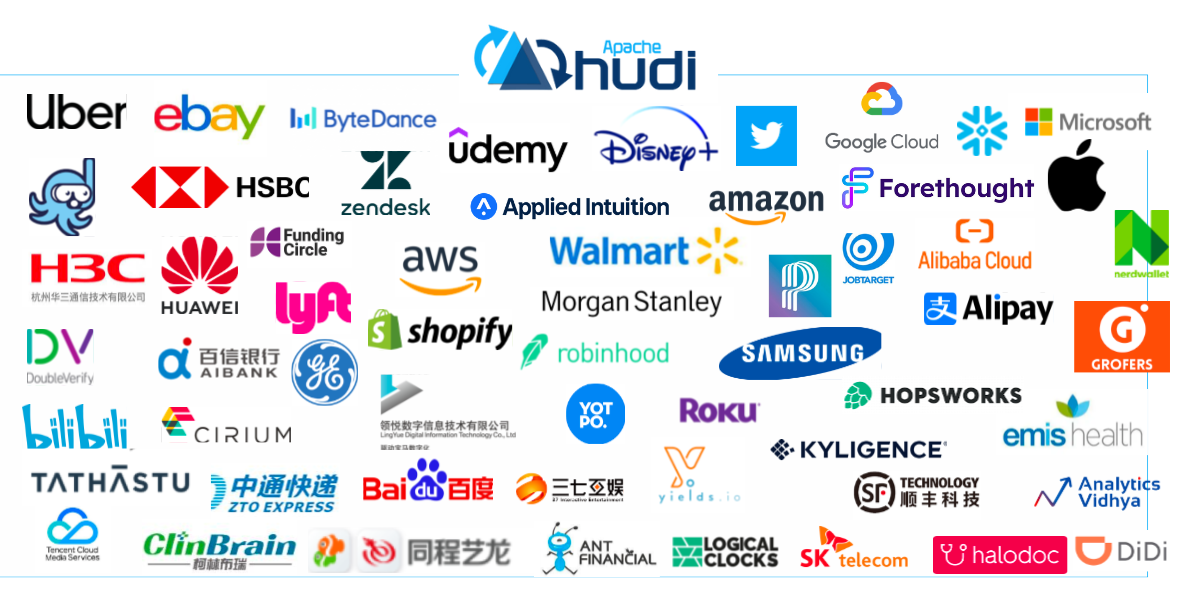 Apache
hudi
Uber
ebay
ByteDance
udemy
Disney+
Google Cloud
Microsoft
HSBC
zendesk
Applied Intuition
amazon
Forethought
H3C
杭州华三通信技术有限公司
HUAWEI
Funding
Circle
aws
Walmart
P
JOBTARGET
Alibaba Cloud
nerdwallet
lyft
Morgan Stanley
支
Alipay
G
GROFERS
DV
DoubleVerify
百信银行
AIBANK
GE
S
shopify
robinhood
SAMSUNG
HOPSWORKS
bilibili
CIRIUM
领悦数字信息技术有限公司
LingYue Digital Information Technology Co., Ltd
YOT
PO.
ROKU
emis health
KYLIGENCE
TATHĀSTU
中通快递
ZTO EXPRESS
Bai du 百度
三七互娱
37 Interactive Entertainment
yields.io
SF
TECHNOLOGY
顺丰科技
Analytics
Vidhya
Tencent Cloud
Media Services
ClinBrain
柯林布瑞
同程艺龙
ANT
FINANCIAL
LOGICAL
CLOCKS
SK telecom
halodoc
DiDi